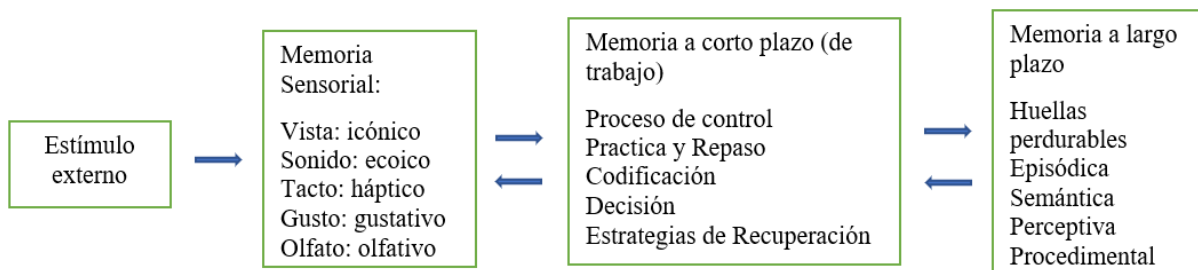 Estímulo
externo
Memoria
Sensorial:
Vista: icónico
Sonido: ecoico
Tacto: háptico
Gusto: gustativo
Olfato: olfativo
Memoria a corto plazo (de
trabajo)
Proceso de control
Practica y Repaso
Codificación
Decisión
Estrategias de Recuperación
Memoria a largo
plazo
Huellas
perdurables
Episódica
Semántica
Perceptiva
Procedimental